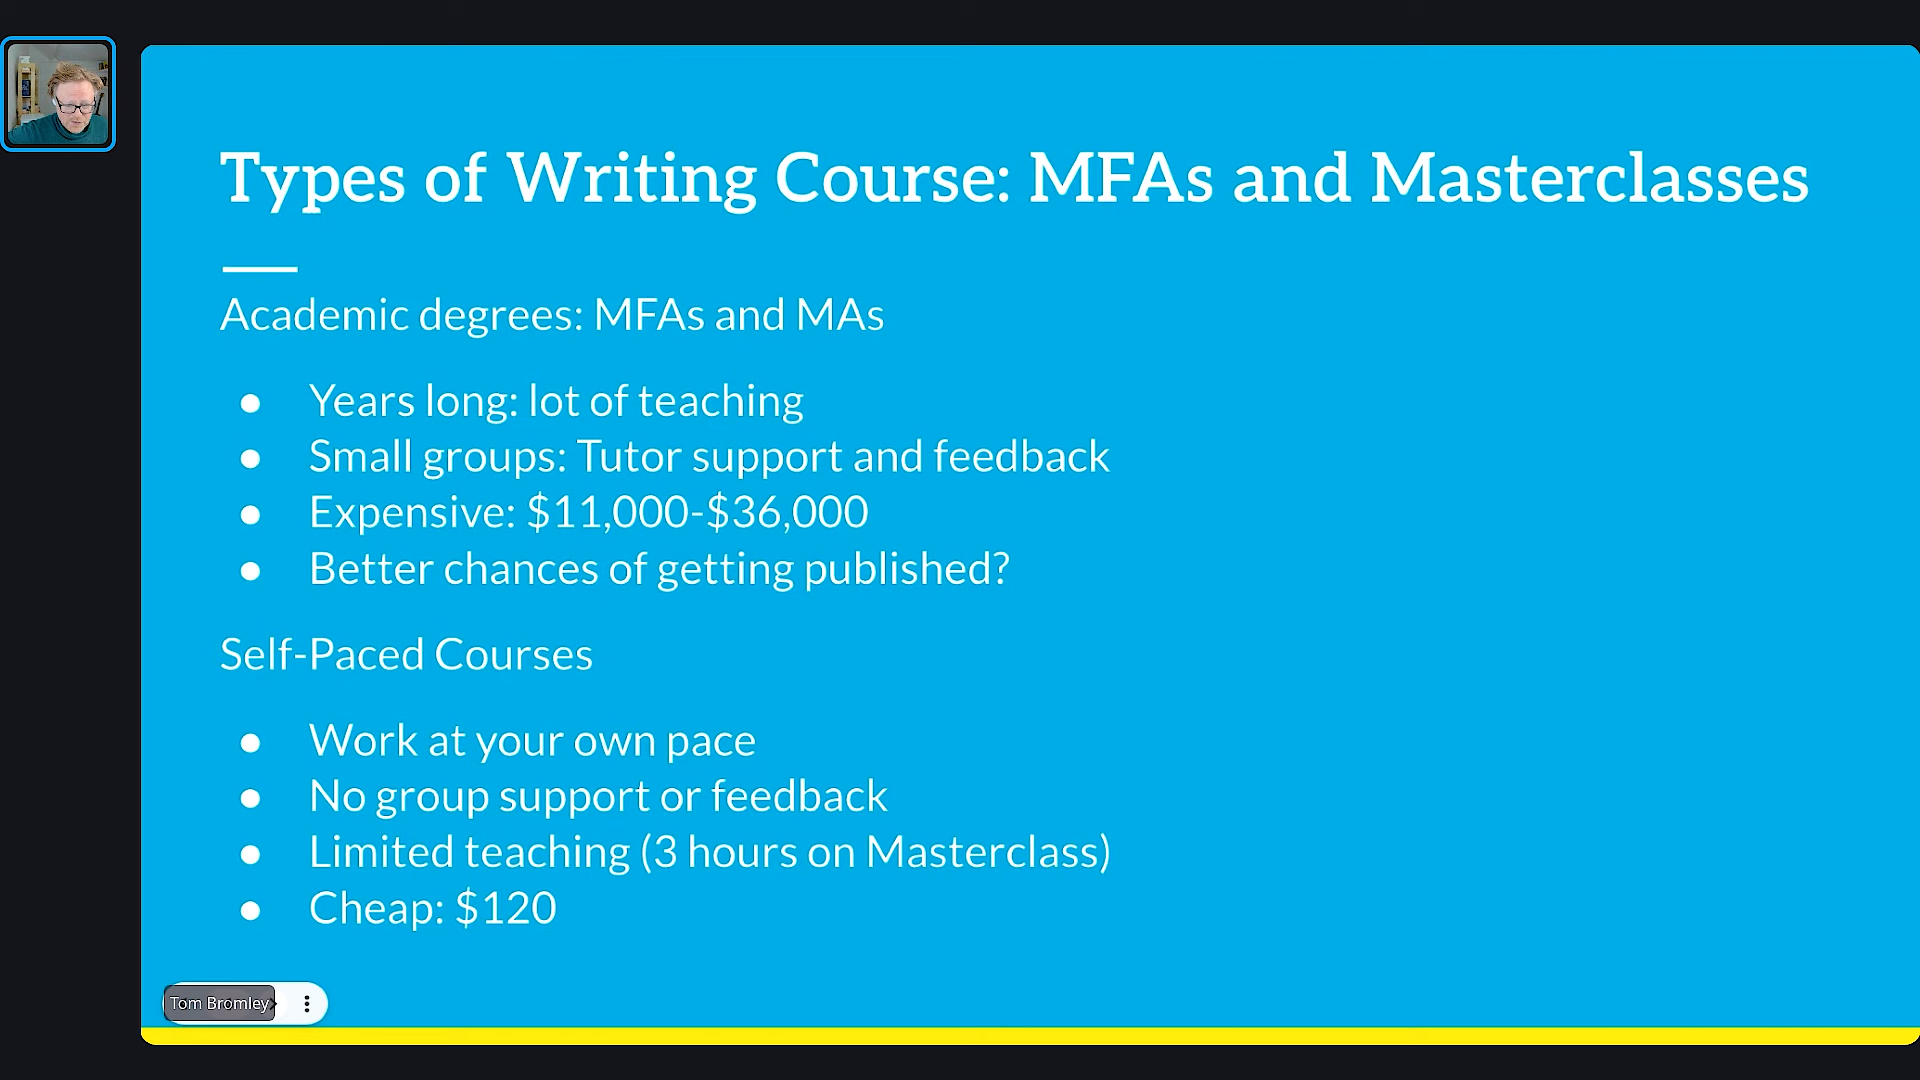 Types of Writing Course: MFAs and Masterclasses
Academic degrees: MFAs and MAs
● Years long: lot of teaching
● Small groups: Tutor support and feedback
● Expensive: $11,000-$36,000
● Better chances of getting published?
Self-Paced Courses
● Work at your own pace
● No group support or feedback
● Limited teaching (3 hours on Masterclass)
● Cheap: $120
Tom Bromley